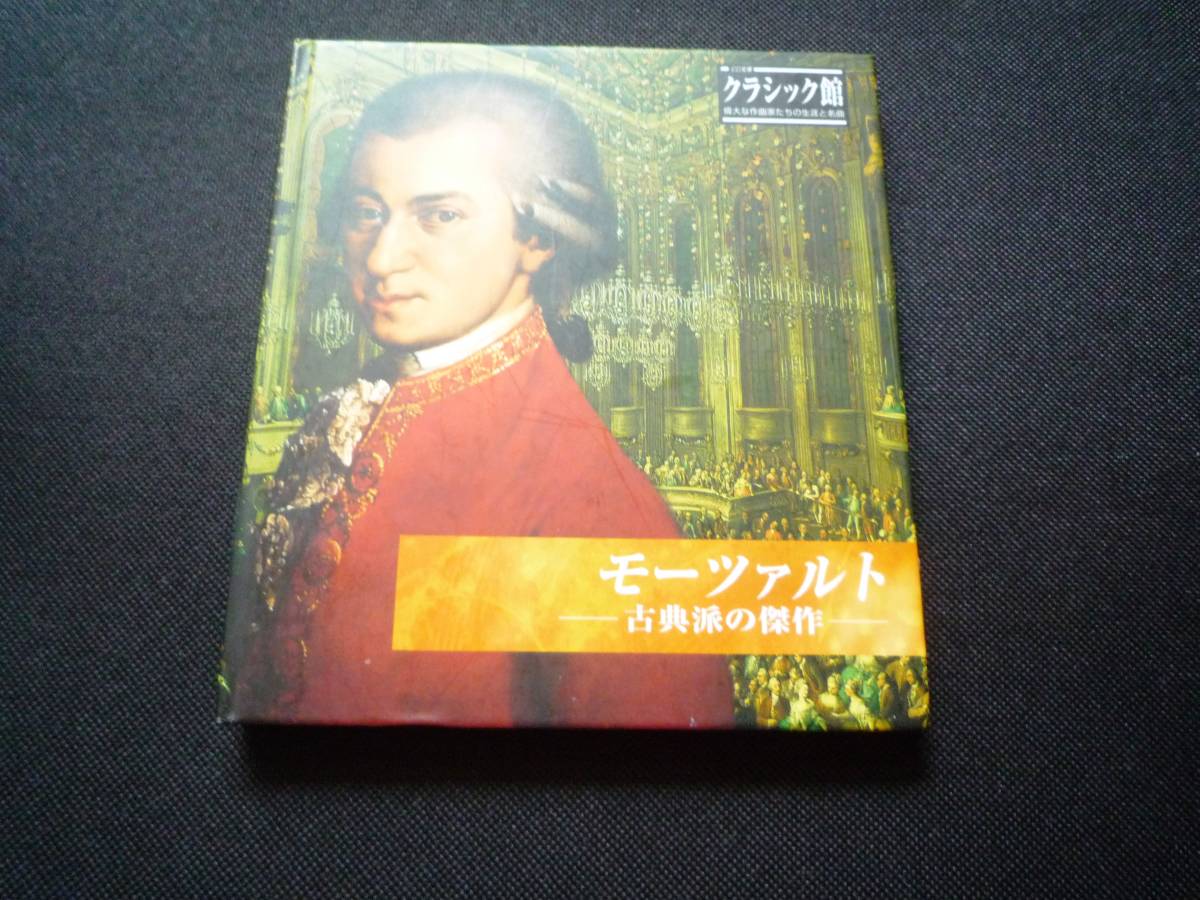 クラシック館
偉大な作曲家たちの生涯と名曲
モーツァルト
古典派の傑作